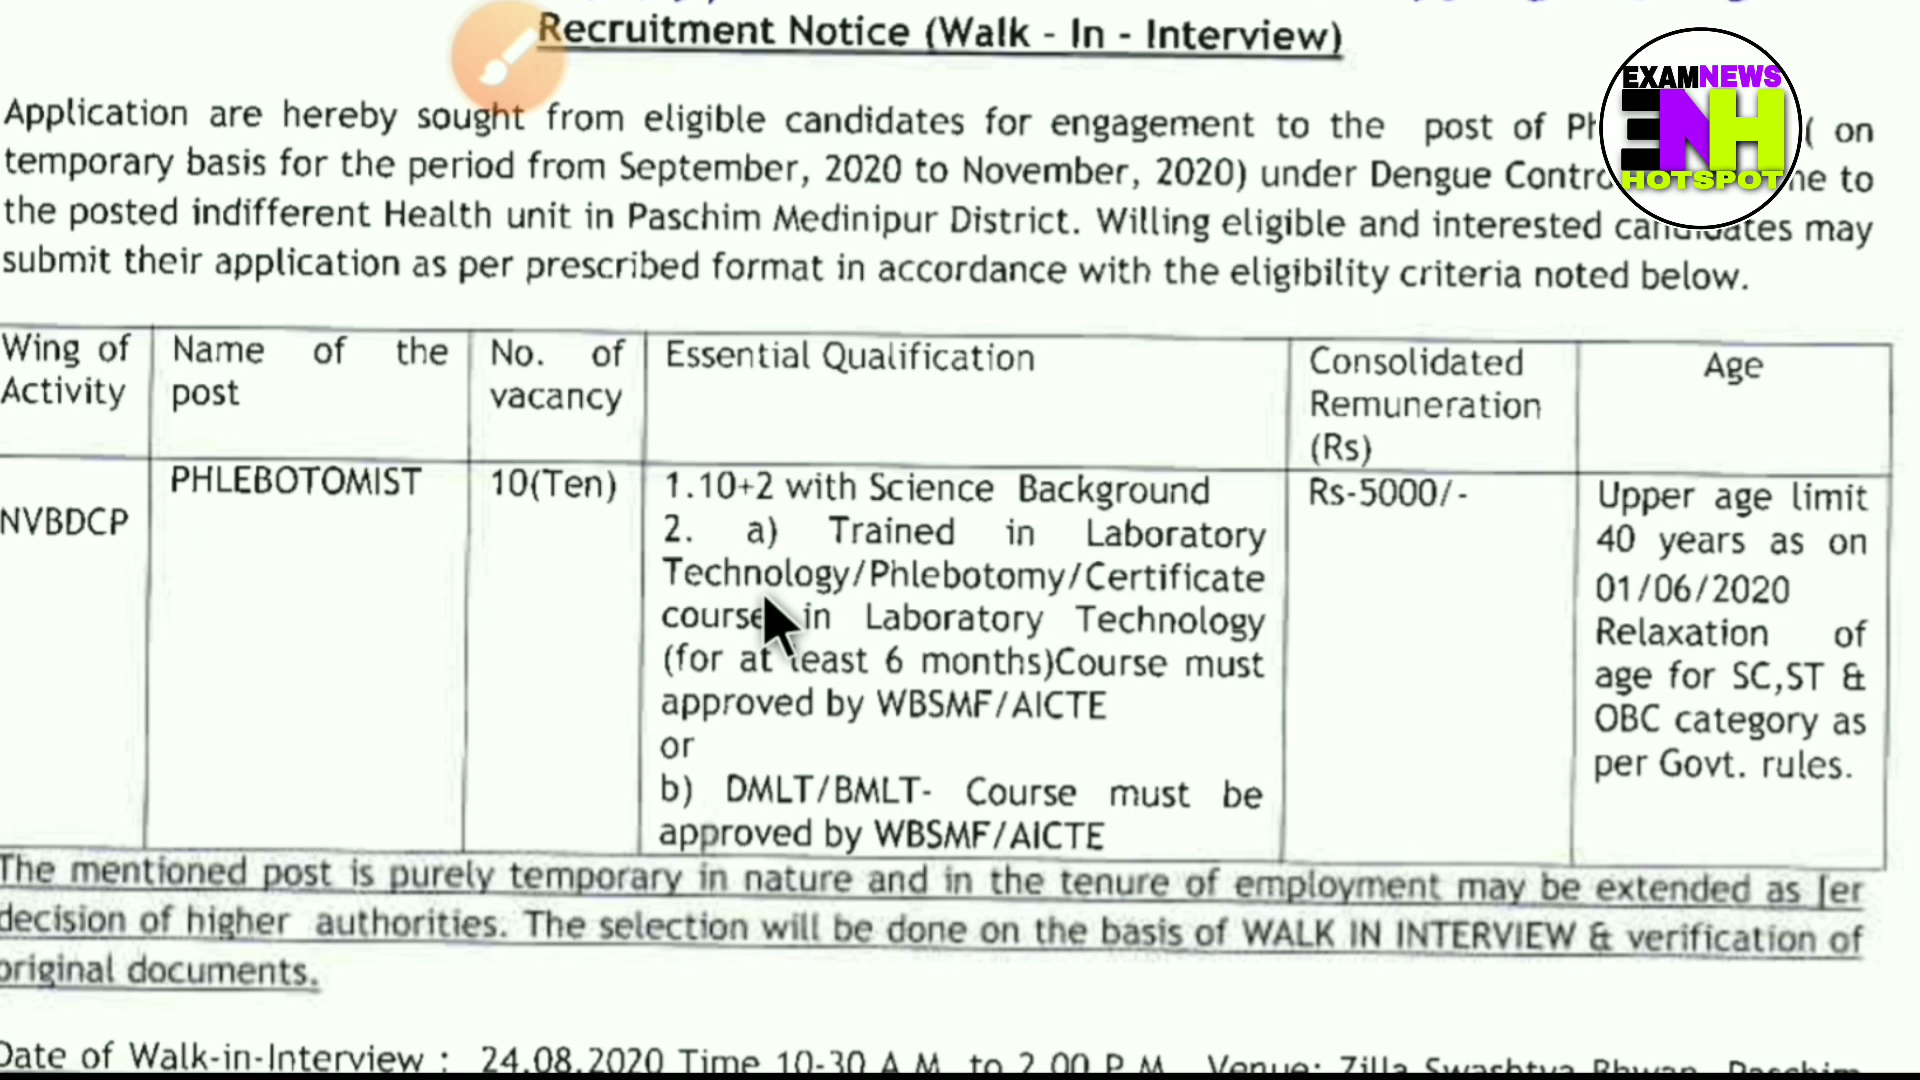 Recruitment Notice (Walk - In - Interview)
EXAMNEWS
ENH
HOTSPOT
Application are hereby sought from eligible candidates for engagement to the post of ( on
temporary basis for the period from September, 2020 to November, 2020) under Dengue to
the posted indifferent Health unit in Paschim Medinipur District. Willing eligible and interested candidates may
submit their application as per prescribed format in accordance with the eligibility criteria noted below.
Wing of Activity
Name of the post
No. of vacancy
Essential Qualification
Consolidated Remuneration (Rs)
Age
NVBDCP
PHLEBOTOMIST
10(Ten)
1.10+2 with Science Background
2. a) Trained in Laboratory
Technology/Phlebotomy/Certificate
course in Laboratory Technology
(for at least 6 months)Course must
approved by WBSMF/AICTE
or
b) DMLT/BMLT- Course must be
approved by WBSMF/AICTE
Rs-5000/-
Upper age limit
40 years as on
01/06/2020
Relaxation of
age for SC,ST &
OBC category as
per Govt. rules.
The mentioned post is purely temporary in nature and in the tenure of employment may be extended as
decision of higher authorities. The selection will be done on the basis of WALK IN INTERVIEW & verification of
original documents.
Date of Walk-in-Interview : 24.08.2020 Time 10-30 A.M. to 2.00 P.M. Venue: Zilla Swasthya Bhwan, Paschim